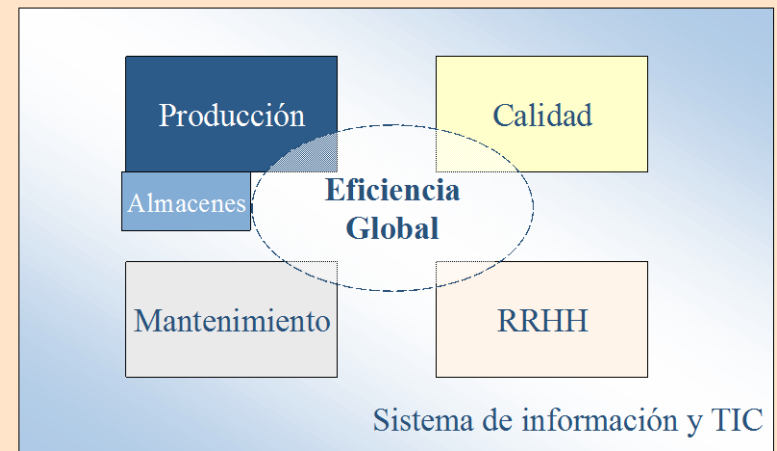 Producción
Calidad
Almacenes
Eficiencia
Global
Mantenimiento
RRHH
Sistema de información y TIC